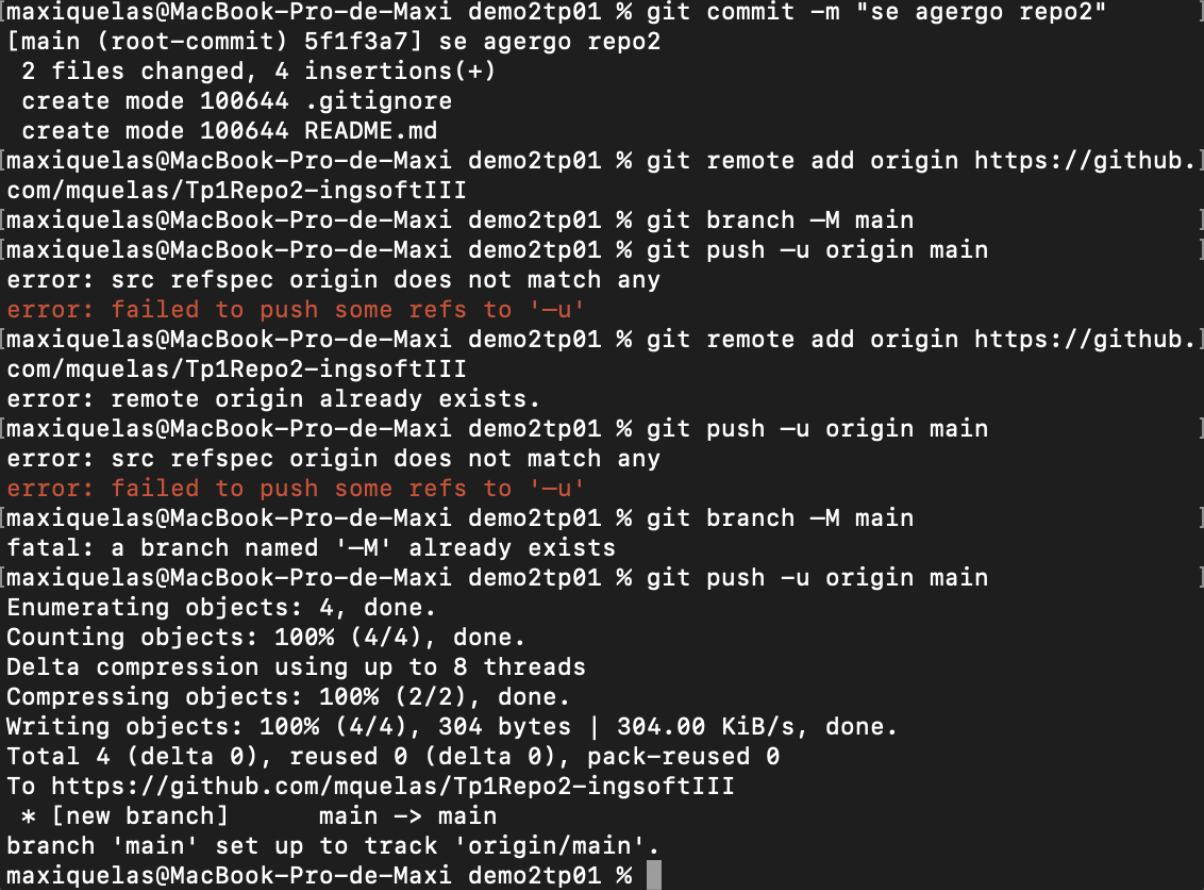 [maxiquelas@MacBook-Pro-de-Maxi demo2tp01 % git commit -m "se agergo repo2" ]
[main (root-commit) 5f1f3a7] se agergo repo2
 2 files changed, 4 insertions(+)
 create mode 100644 .gitignore
 create mode 100644 README.md
[maxiquelas@MacBook-Pro-de-Maxi demo2tp01 % git remote add origin https://github.]
com/mquelas/Tp1Repo2-ingsoftIII
[maxiquelas@MacBook-Pro-de-Maxi demo2tp01 % git branch —M main ]
[maxiquelas@MacBook-Pro-de-Maxi demo2tp01 % git push —u origin main ]
error: src refspec origin does not match any
error: failed to push some refs to '—u'
[maxiquelas@MacBook-Pro-de-Maxi demo2tp01 % git remote add origin https://github.]
com/mquelas/Tp1Repo2-ingsoftIII
error: remote origin already exists.
[maxiquelas@MacBook-Pro-de-Maxi demo2tp01 % git push —u origin main ]
error: src refspec origin does not match any
error: failed to push some refs to '—u'
[maxiquelas@MacBook-Pro-de-Maxi demo2tp01 % git branch —M main ]
fatal: a branch named '—M' already exists
[maxiquelas@MacBook-Pro-de-Maxi demo2tp01 % git push -u origin main ]
Enumerating objects: 4, done.
Counting objects: 100% (4/4), done.
Delta compression using up to 8 threads
Compressing objects: 100% (2/2), done.
Writing objects: 100% (4/4), 304 bytes | 304.00 KiB/s, done.
Total 4 (delta 0), reused 0 (delta 0), pack-reused 0
To https://github.com/mquelas/Tp1Repo2-ingsoftIII
 * [new branch]      main -> main
branch 'main' set up to track 'origin/main'.
maxiquelas@MacBook-Pro-de-Maxi demo2tp01 %